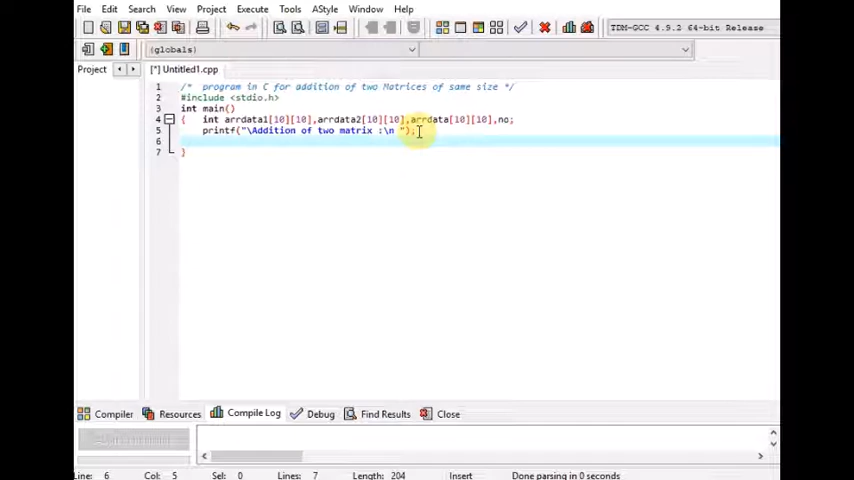 File Edit Search View Project Execute Tools AStyle Window Help
TDM-GCC 4.9.2 64-bit Release
(globals)
Project [*] Untitled1.cpp
1 /* program in C for addition of two Matrices of same size */
2 #include <stdio.h>
3 int main()
4 { int arrdata1[10][10],arrdata2[10][10],arrdata[10][10],no;
5 printf("\Addition of two matrix :\n ");
6
7 }
Compiler Resources Compile Log Debug Find Results Close
Line: 6 Col: 5 Sel: 0 Lines: 7 Length: 204 Insert Done parsing in 0 seconds